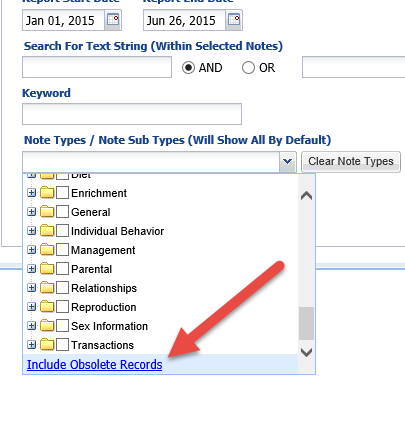 Report Start Date Report End Date
Jan 01, 2015 Jun 26, 2015
Search For Text String (Within Selected Notes)
AND OR
Keyword
Note Types / Note Sub Types (Will Show All By Default)
Clear Note Types
Diet
Enrichment
General
Individual Behavior
Management
Parental
Relationships
Reproduction
Sex Information
Transactions
Include Obsolete Records